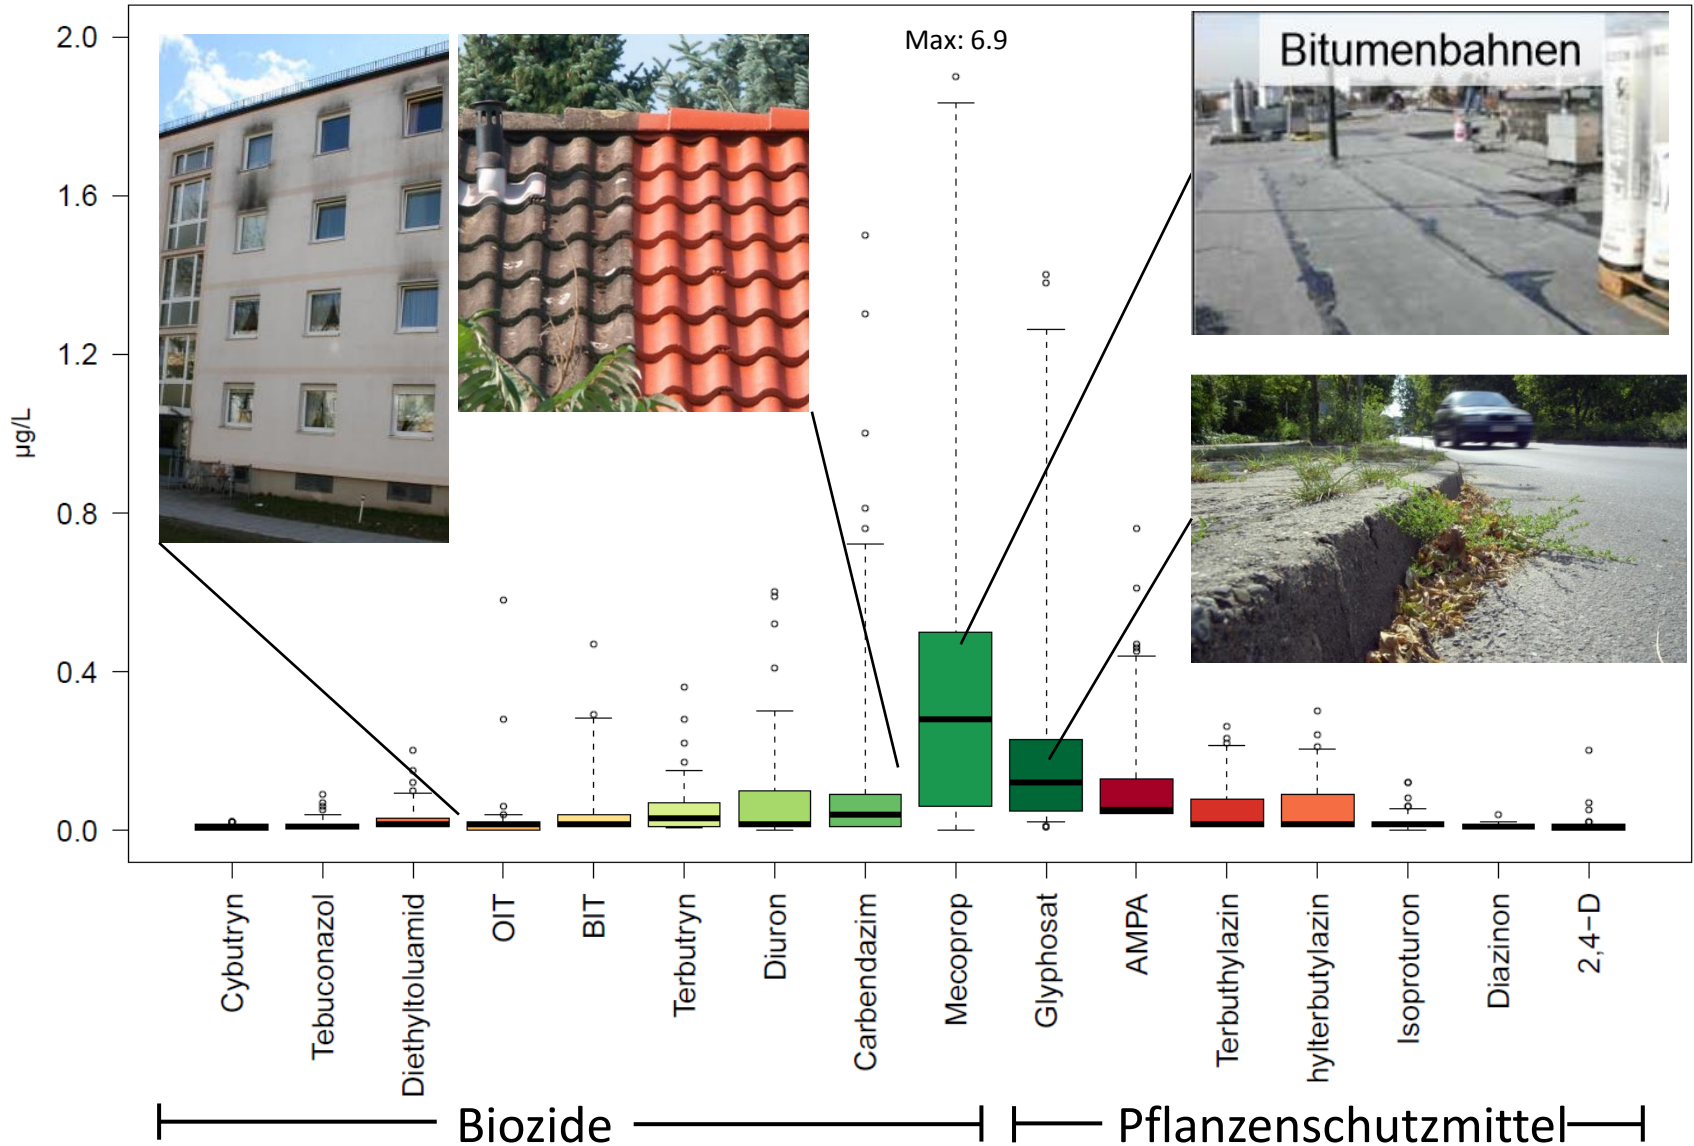 2.0
1.6
1.2
0.8
0.4
0.0
µg/L
Max: 6.9
Bitumenbahnen
Cybutryn
Tebuconazol
Diethyltoluamid
OIT
BIT
Terbutryn
Diuron
Carbendazim
Mecoprop
Glyphosat
AMPA
Terbuthylazin
hylterbutylazin
Isoproturon
Diazinon
2,4−D
Biozide
Pflanzenschutzmittel